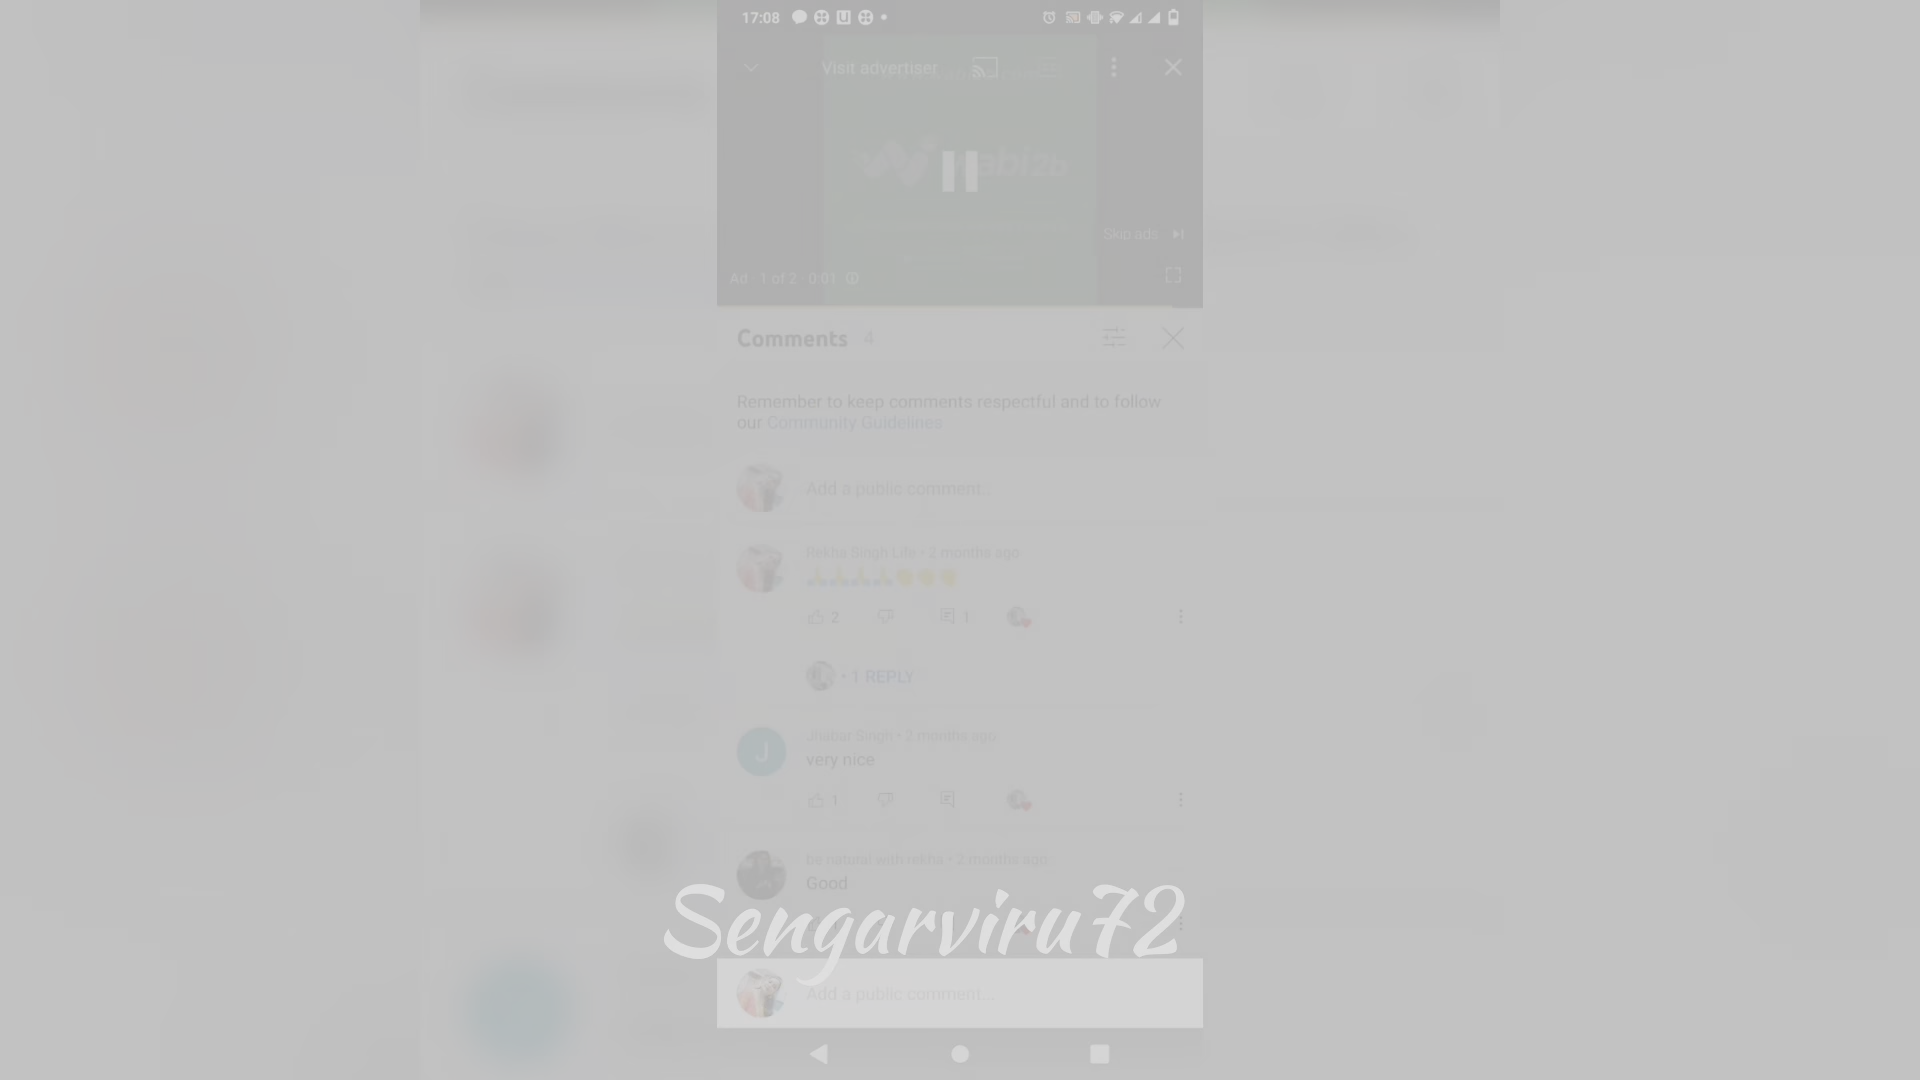 17:08
Visit advertiser
abi2b
Skip ads
Ad 1 of 2 0:01
Comments 4
Remember to keep comments respectful and to follow
our Community Guidelines
Add a public comment...
Rekha Singh Life • 2 months ago
🙏🙏🙏🙏👏👏👏
2 1
• 1 REPLY
J
Jhabar Singh • 2 months ago
very nice
1
be natural with rekha • 2 months ago
Good
Sengarviru72
Add a public comment...